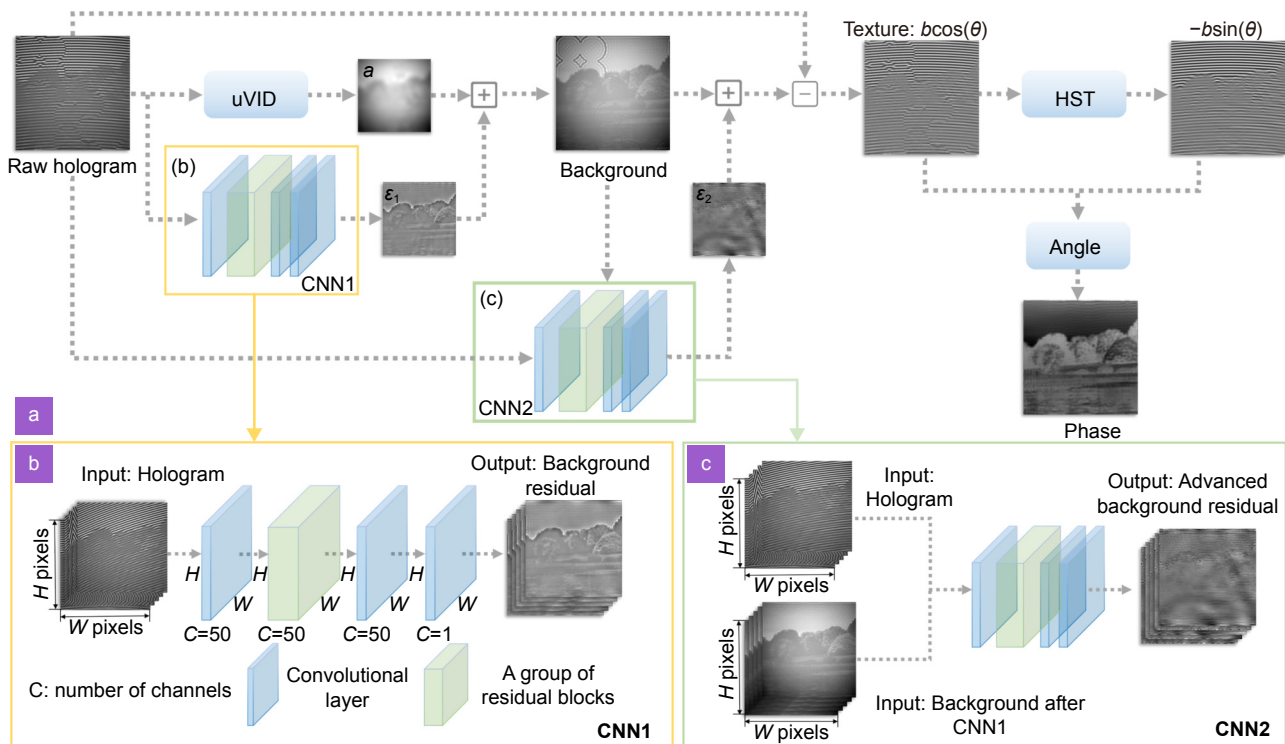 Raw hologram
uVID
a
+
Background
+
−
Texture: bcos(θ)
HST
−bsin(θ)
(b)
CNN1
ε1
(c)
CNN2
ε2
Angle
Phase
a
b
Input: Hologram
Output: Background
residual
H pixels
W pixels
H
W
H
W
H
W
H
W
C=50
C=50
C=50
C=1
C: number of channels
Convolutional
layer
A group of
residual blocks
CNN1
c
H pixels
W pixels
Input:
Hologram
Output: Advanced
background residual
H pixels
W pixels
Input: Background after
CNN1
CNN2